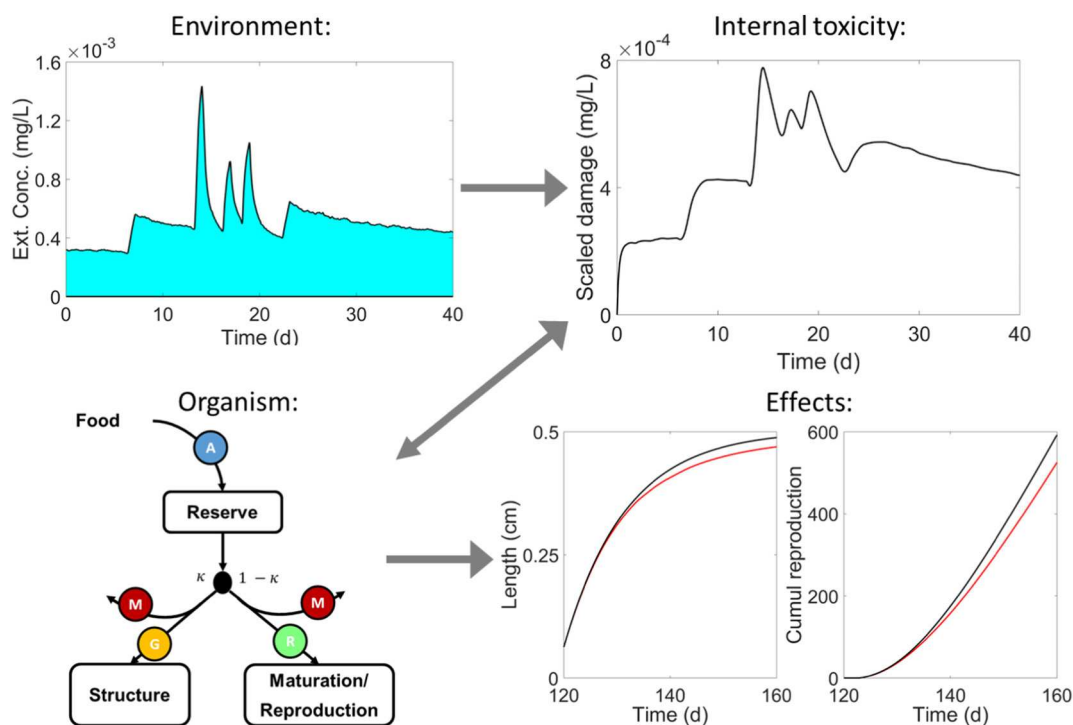 Environment:
×10⁻³
1.6
1.2
0.8
0.4
0
Ext. Conc. (mg/L)
0
10
20
30
40
Time (d)
Internal toxicity:
×10⁻⁴
8
4
0
Scaled damage (mg/L)
0
10
20
30
40
Time (d)
Organism:
Food
A
Reserve
κ
1 − κ
M
M
G
R
Structure
Maturation/
Reproduction
Effects:
0.5
0.25
0
Length (cm)
120
140
160
Time (d)
600
400
200
0
Cumul reproduction
120
140
160
Time (d)